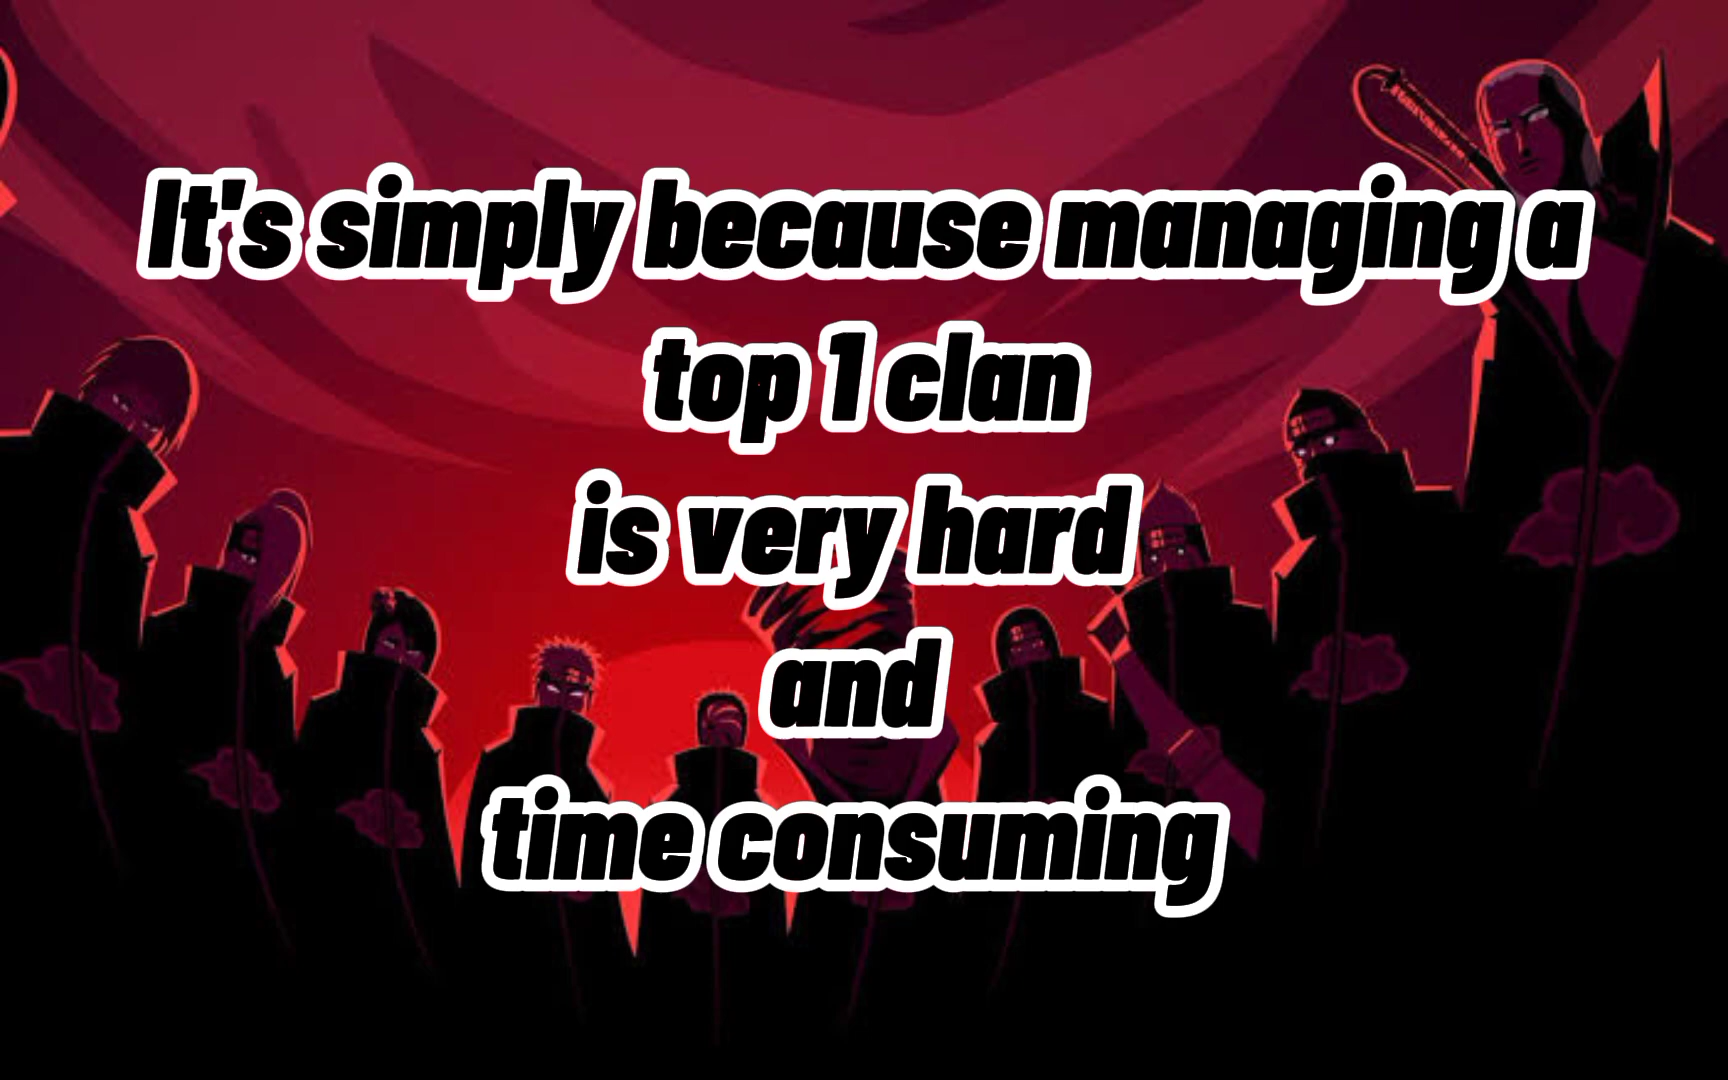 It's simply because managing a
top 1 clan
is very hard
and
time consuming